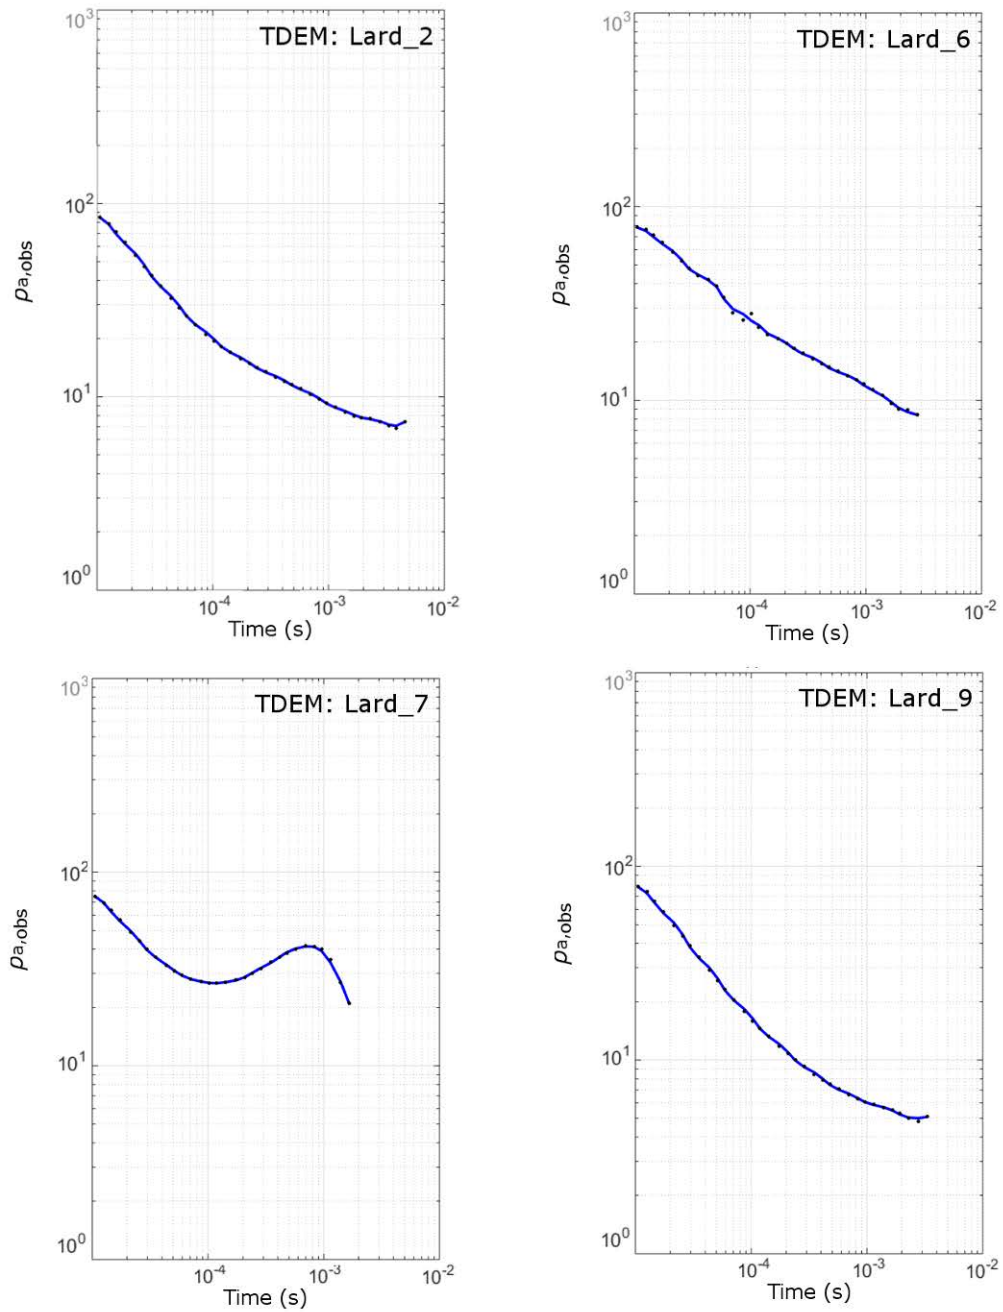 TDEM: Lard_2
10³
10²
10¹
10⁰
ρa,obs
10⁻⁴ 10⁻³ 10⁻²
Time (s)
TDEM: Lard_6
10³
10²
10¹
10⁰
ρa,obs
10⁻⁴ 10⁻³ 10⁻²
Time (s)
TDEM: Lard_7
10³
10²
10¹
10⁰
ρa,obs
10⁻⁴ 10⁻³ 10⁻²
Time (s)
TDEM: Lard_9
10³
10²
10¹
10⁰
ρa,obs
10⁻⁴ 10⁻³ 10⁻²
Time (s)